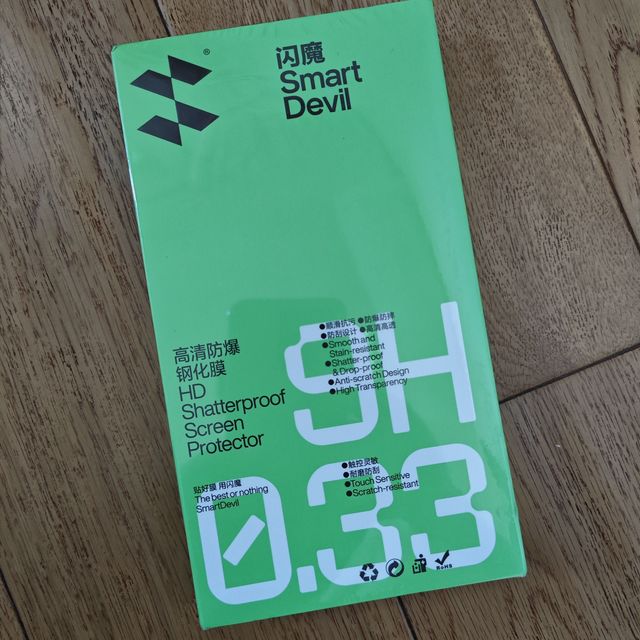 ®
闪魔
Smart
Devil
高清防爆
钢化膜
HD
Shatterproof
Screen
Protector
●顺滑抗污 ●防爆防摔
●防刮设计 ●高清高透
●Smooth and
Stain-resistant
●Shatter-proof
& Drop-proof
●Anti-scratch Design
●High Transparency
9H
贴好膜 用闪魔
The best or nothing
SmartDevil
●触控灵敏
●耐磨防刮
●Touch Sensitive
●Scratch-resistant
0.33
RoHS